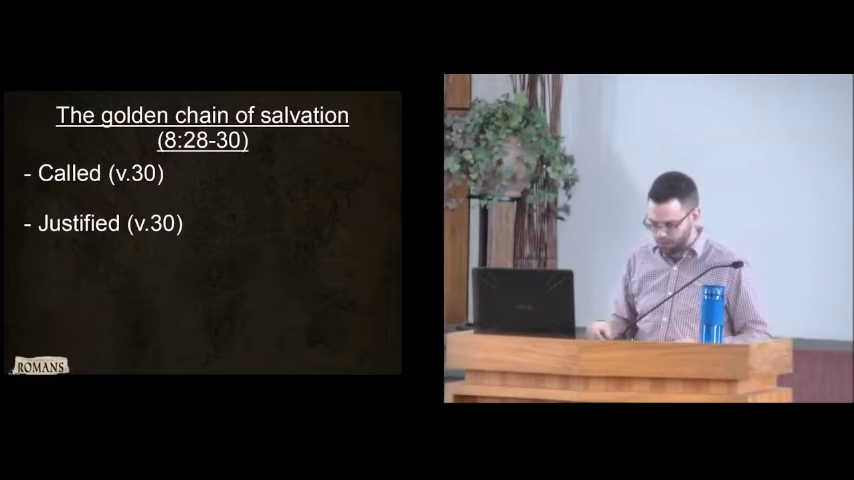 The golden chain of salvation
(8:28-30)
- Called (v.30)
- Justified (v.30)
ROMANS